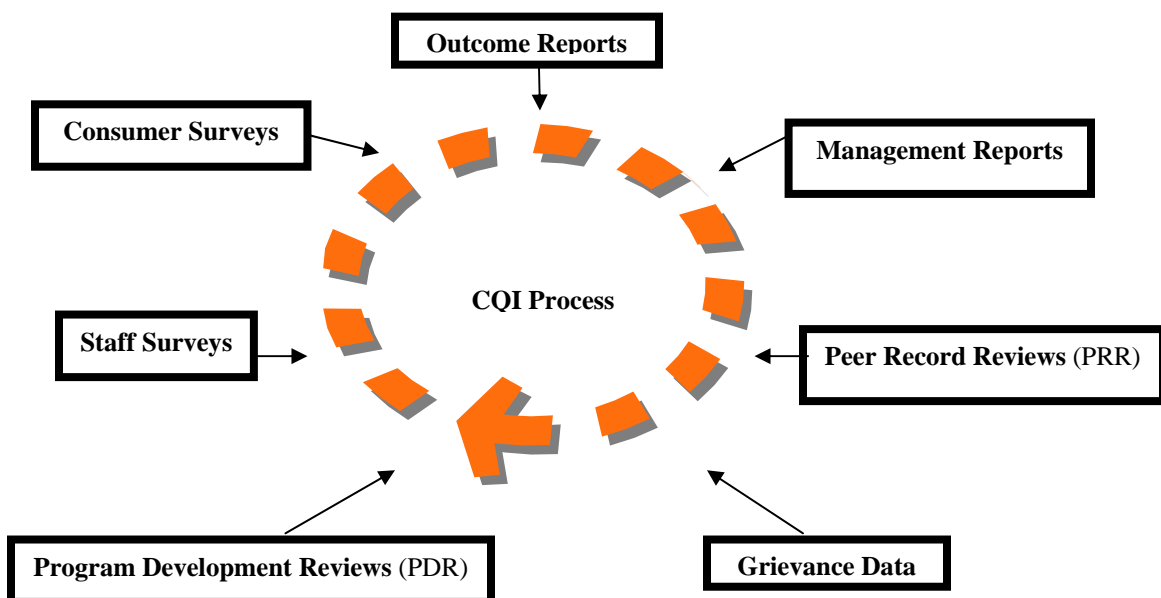 Outcome Reports
Consumer Surveys
Management Reports
CQI Process
Staff Surveys
Peer Record Reviews (PRR)
Program Development Reviews (PDR)
Grievance Data